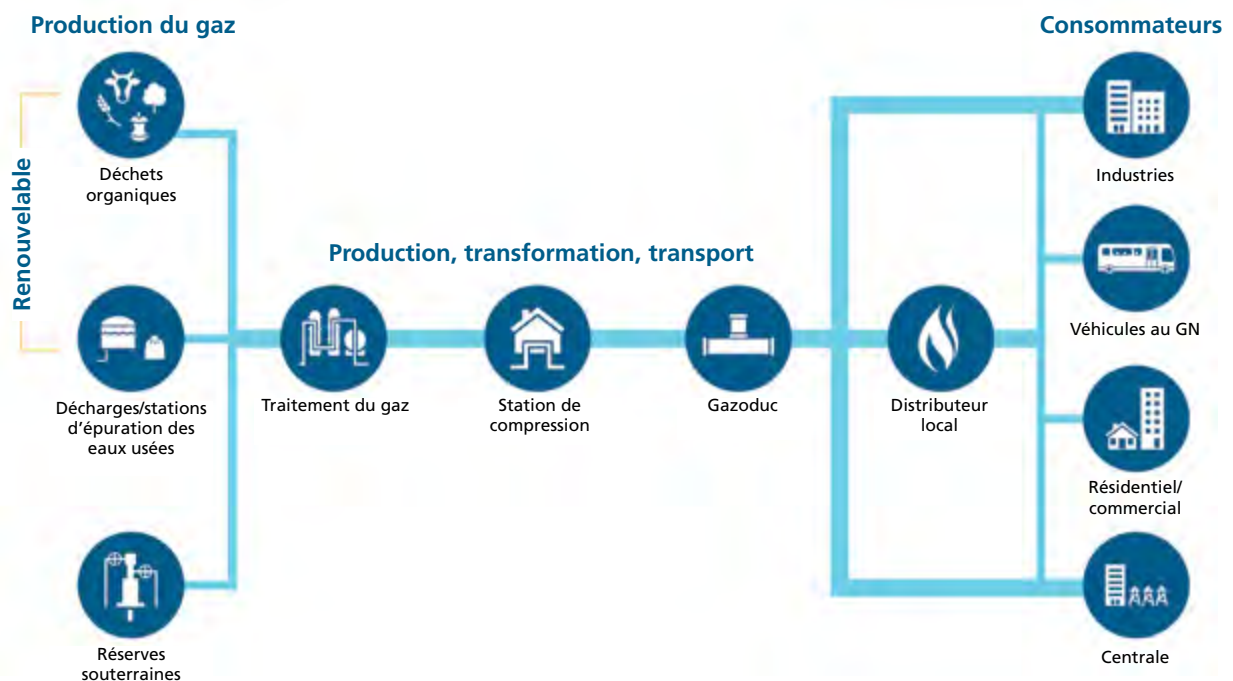 Production du gaz
Consommateurs
Renouvelable
Déchets
organiques
Industries
Production, transformation, transport
Véhicules au GN
Décharges/stations
d'épuration des
eaux usées
Traitement du gaz
Station de
compression
Gazoduc
Distributeur
local
Résidentiel/
commercial
Réserves
souterraines
Centrale